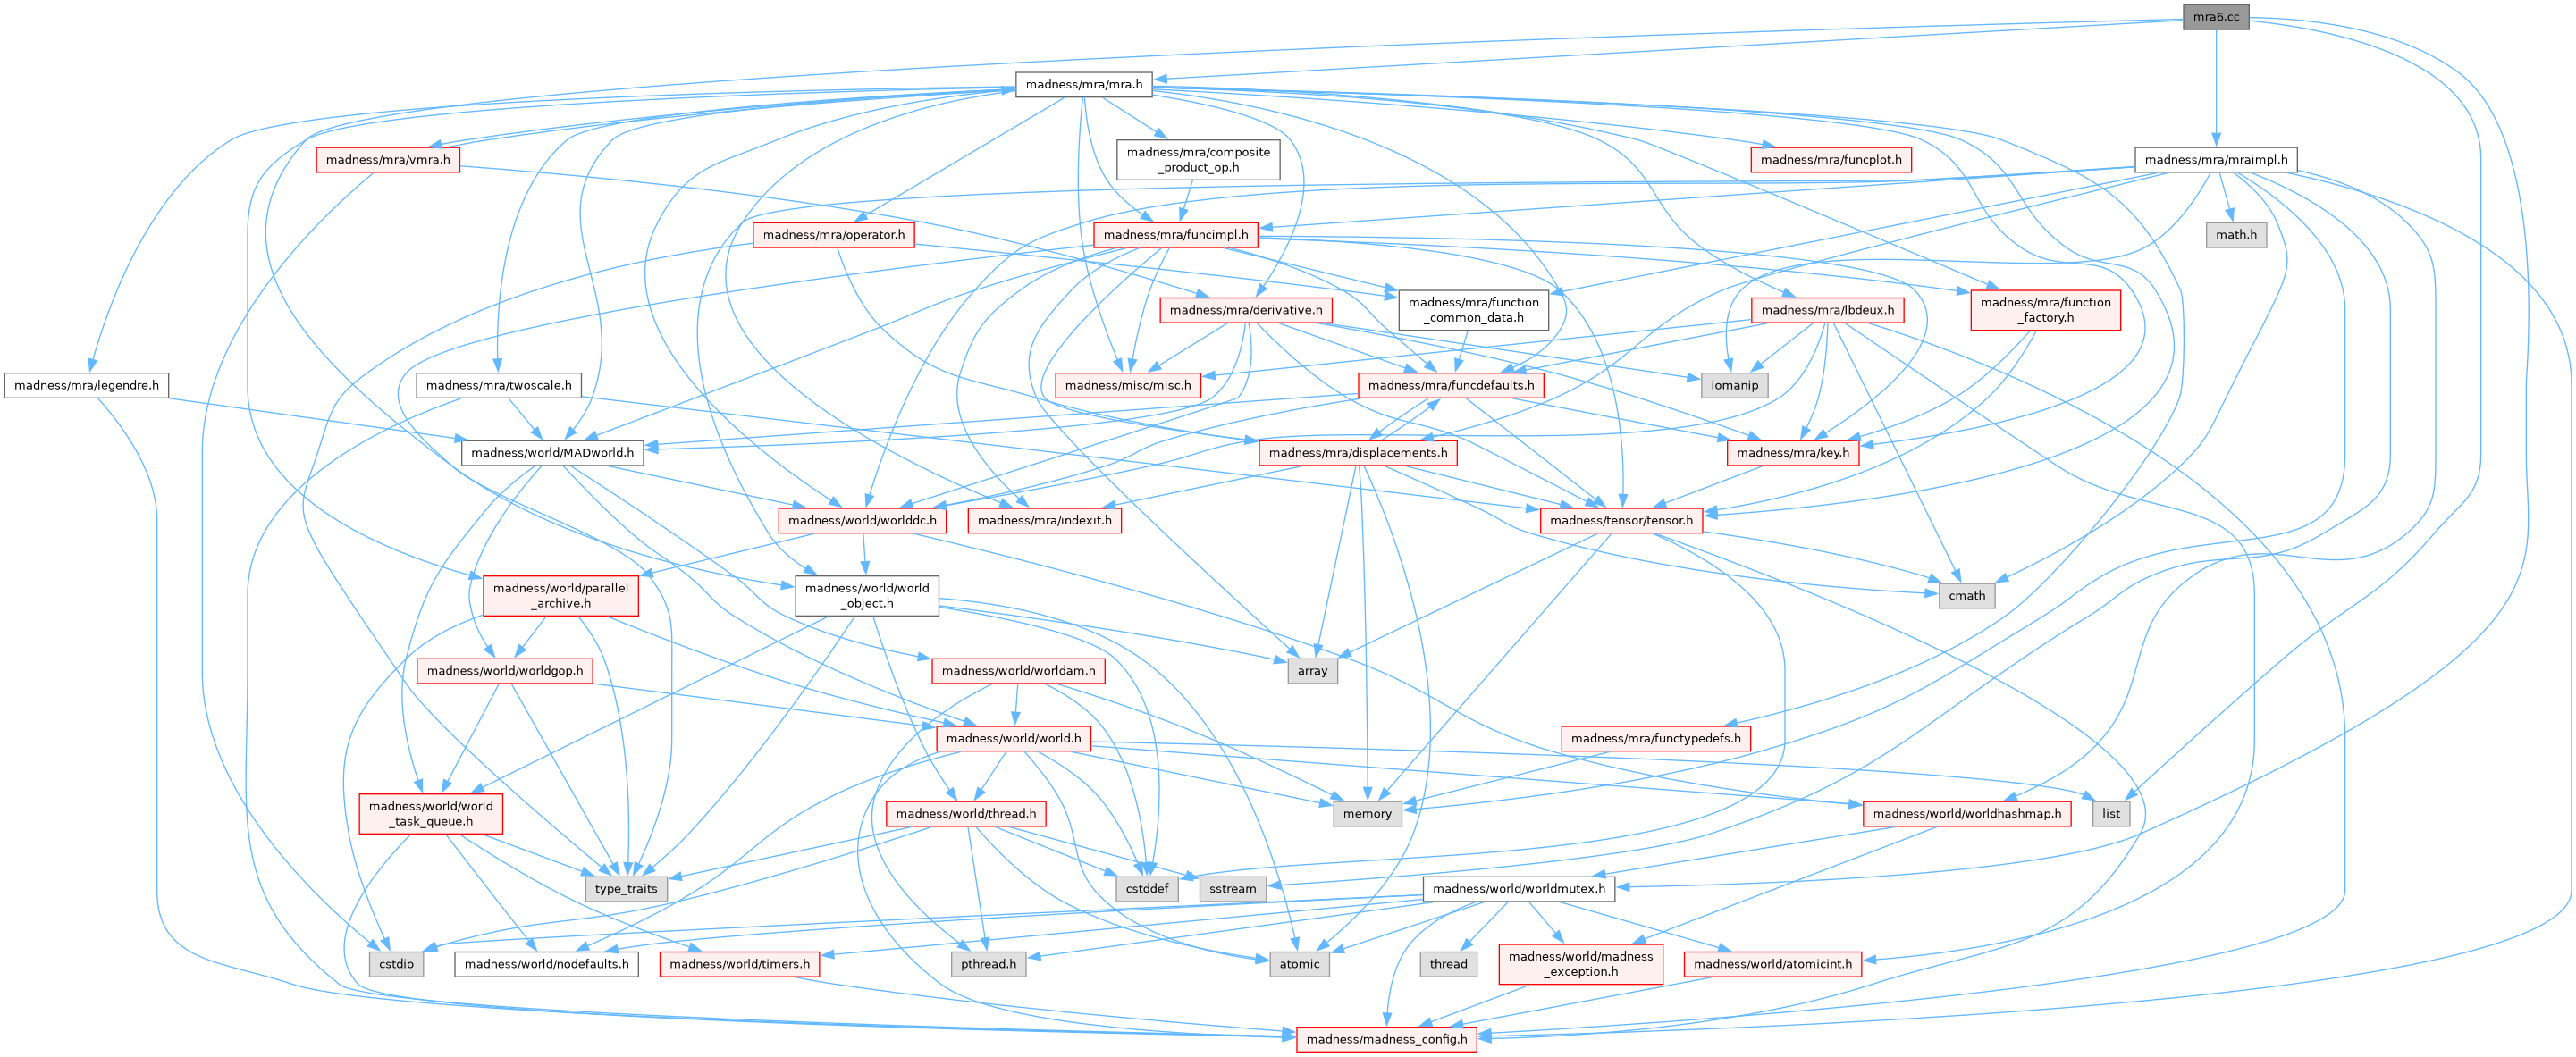 mra6.cc
madness/mra/mra.h
madness/mra/vmra.h
madness/mra/composite
_product_op.h
madness/mra/funcplot.h
madness/mra/mraimpl.h
madness/mra/operator.h
madness/mra/funcimpl.h
math.h
madness/mra/derivative.h
madness/mra/function
_common_data.h
madness/mra/lbdeux.h
madness/mra/function
_factory.h
madness/mra/legendre.h
madness/mra/twoscale.h
madness/misc/misc.h
madness/mra/funcdefaults.h
iomanip
madness/world/MADworld.h
madness/mra/displacements.h
madness/mra/key.h
madness/world/worlddc.h
madness/mra/indexit.h
madness/tensor/tensor.h
madness/world/parallel
_archive.h
madness/world/world
_object.h
cmath
madness/world/worldgop.h
madness/world/worldam.h
array
madness/world/world.h
madness/mra/functypedefs.h
madness/world/world
_task_queue.h
madness/world/thread.h
memory
madness/world/worldhashmap.h
list
type_traits
cstddef
sstream
madness/world/worldmutex.h
cstdio
madness/world/nodefaults.h
madness/world/timers.h
pthread.h
atomic
thread
madness/world/madness
_exception.h
madness/world/atomicint.h
madness/madness_config.h